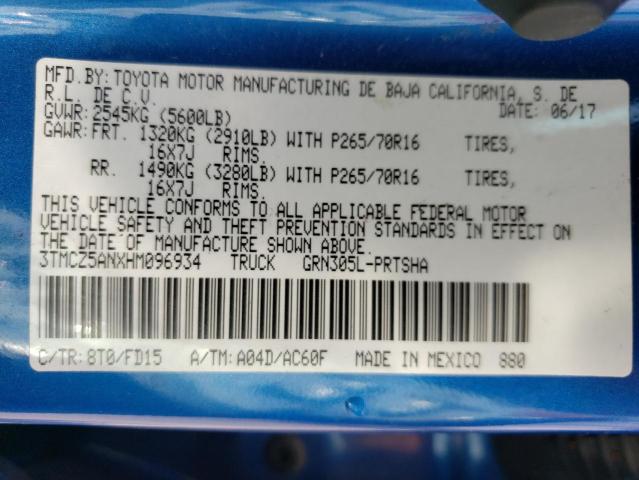 MFD.BY: TOYOTA MOTOR MANUFACTURING DE BAJA CALIFORNIA, S. DE
R.L. DE C.V. DATE: 06/17
GVWR: 2545KG (5600LB)
GAWR: FRT. 1320KG (2910LB) WITH P265/70R16 TIRES,
16X7J RIMS.
RR. 1490KG (3280LB) WITH P265/70R16 TIRES,
16X7J RIMS.
THIS VEHICLE CONFORMS TO ALL APPLICABLE FEDERAL MOTOR
VEHICLE SAFETY AND THEFT PREVENTION STANDARDS IN EFFECT ON
THE DATE OF MANUFACTURE SHOWN ABOVE.
3TMCZ5ANXHM096934 TRUCK GRN305L-PRTSHA
C/TR: 8T0/FD15 A/TM: A04D/AC60F MADE IN MEXICO 880